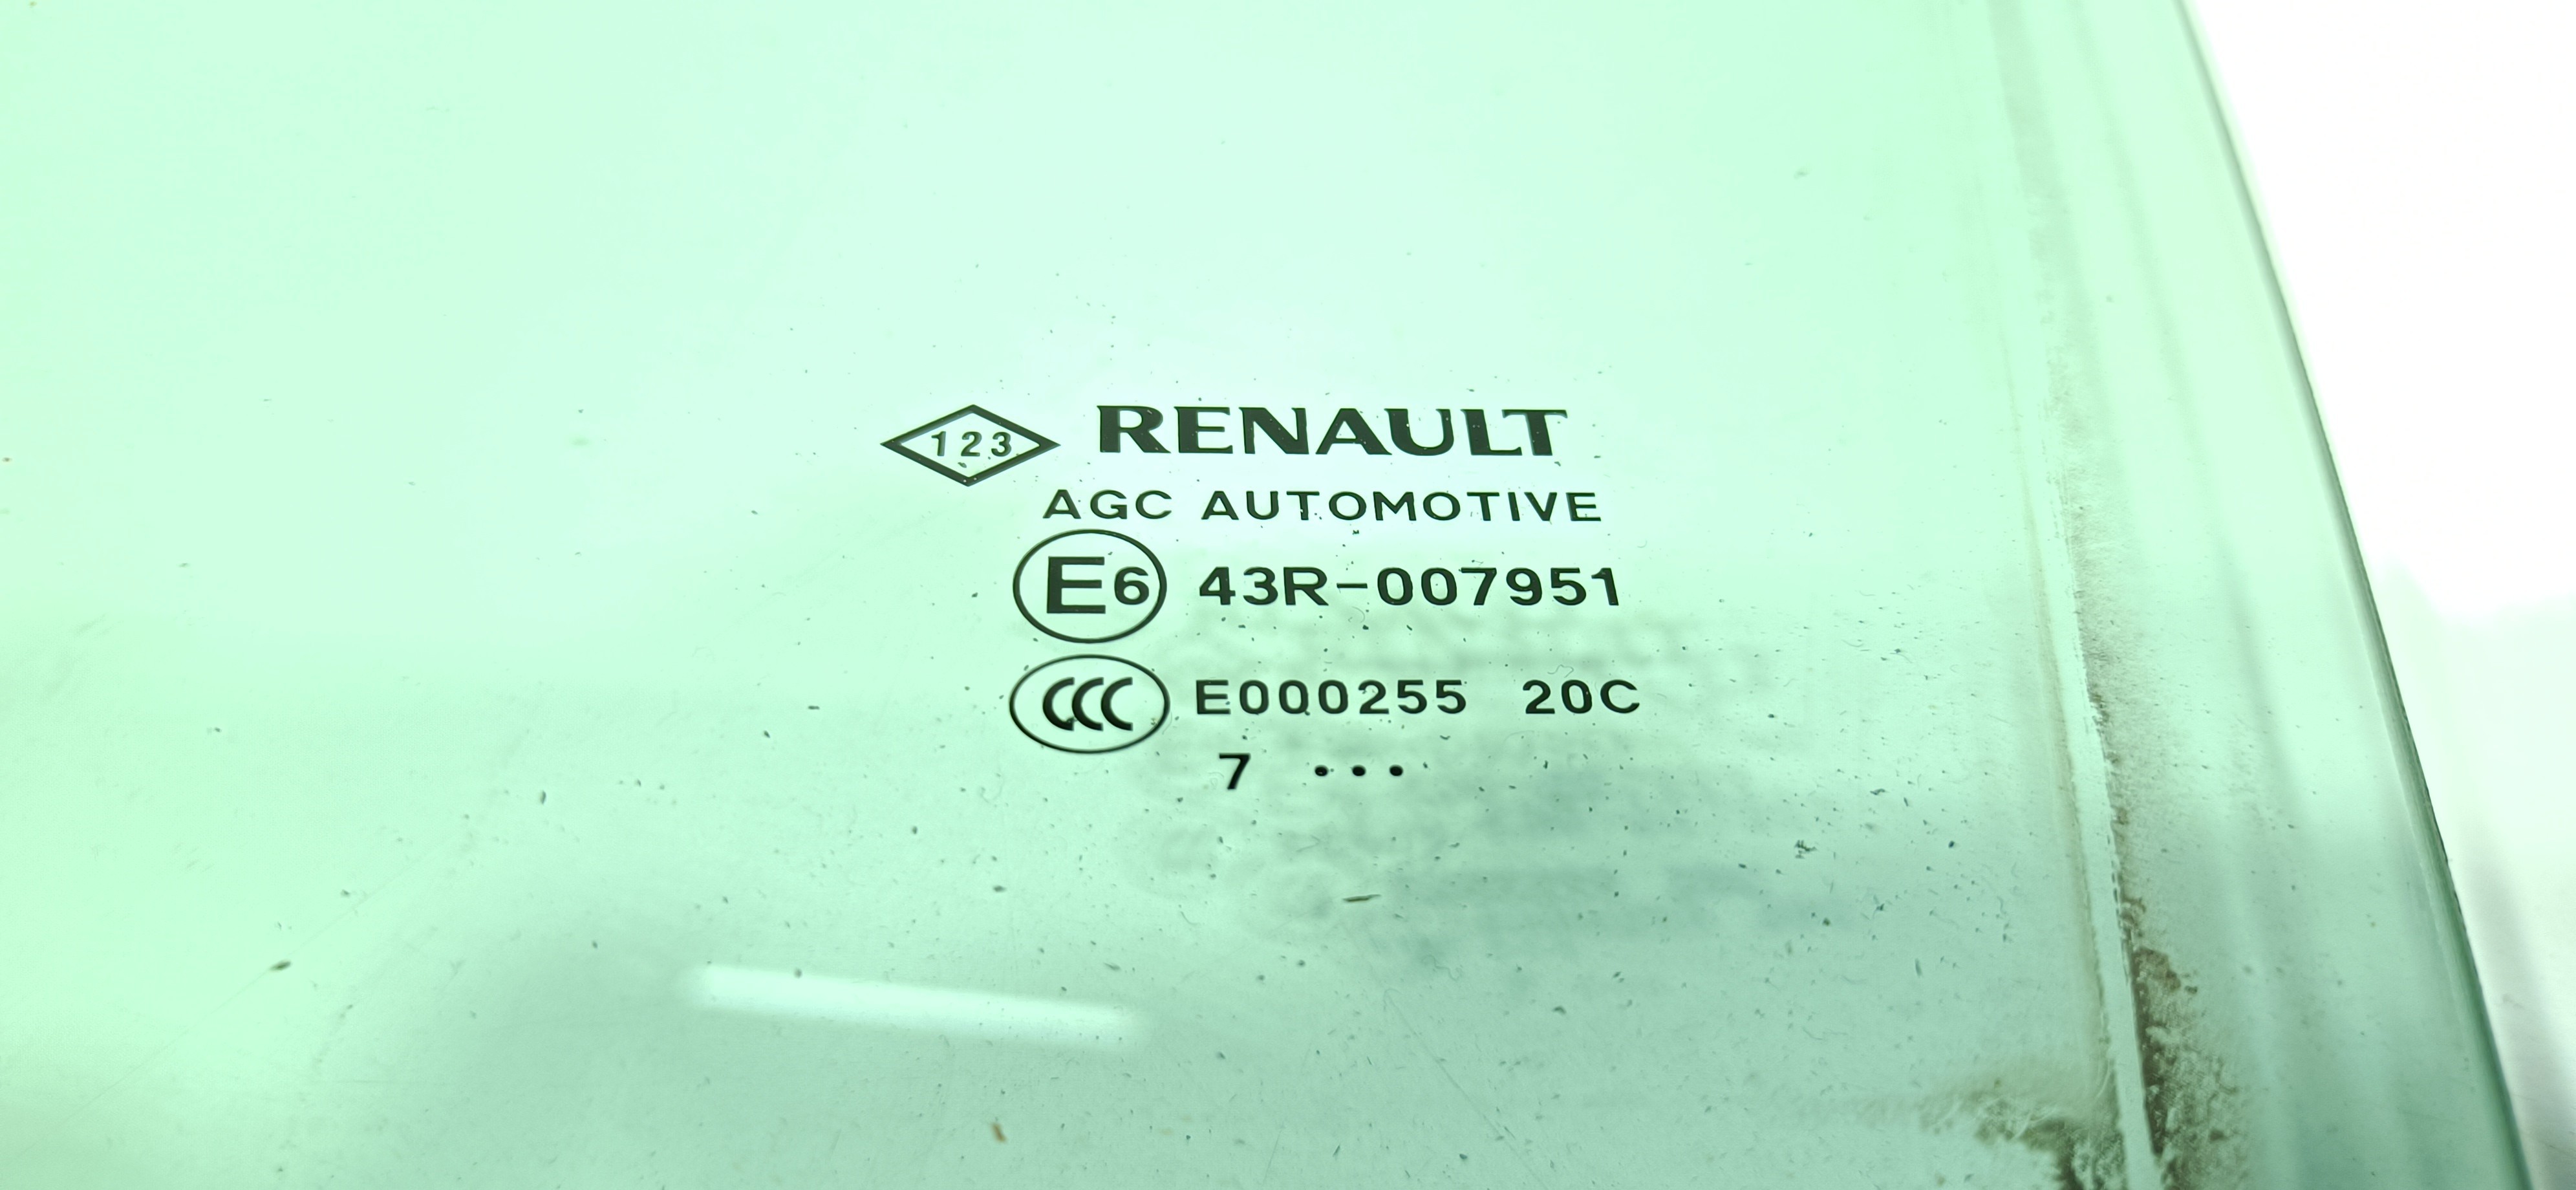 123 RENAULT
AGC AUTOMOTIVE
E6 43R-007951
CCC E000255 20C
7 •••